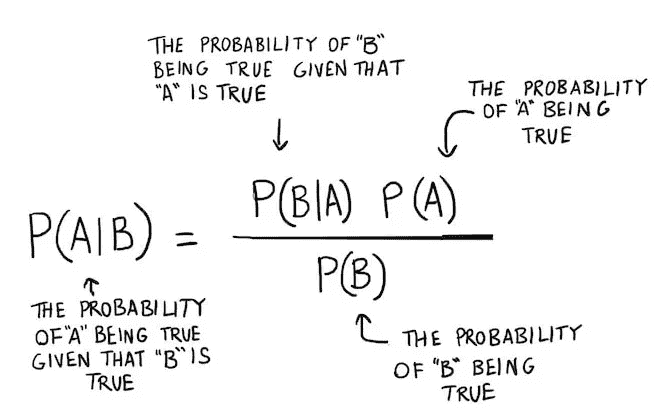 THE PROBABILITY OF "B"
BEING TRUE GIVEN THAT
"A" IS TRUE
THE PROBABILITY
OF "A" BEING
TRUE
P(A|B) = P(B|A) P(A)
P(B)
THE PROBABILITY
OF "A" BEING TRUE
GIVEN THAT "B" IS
TRUE
THE PROBABILITY
OF "B" BEING
TRUE